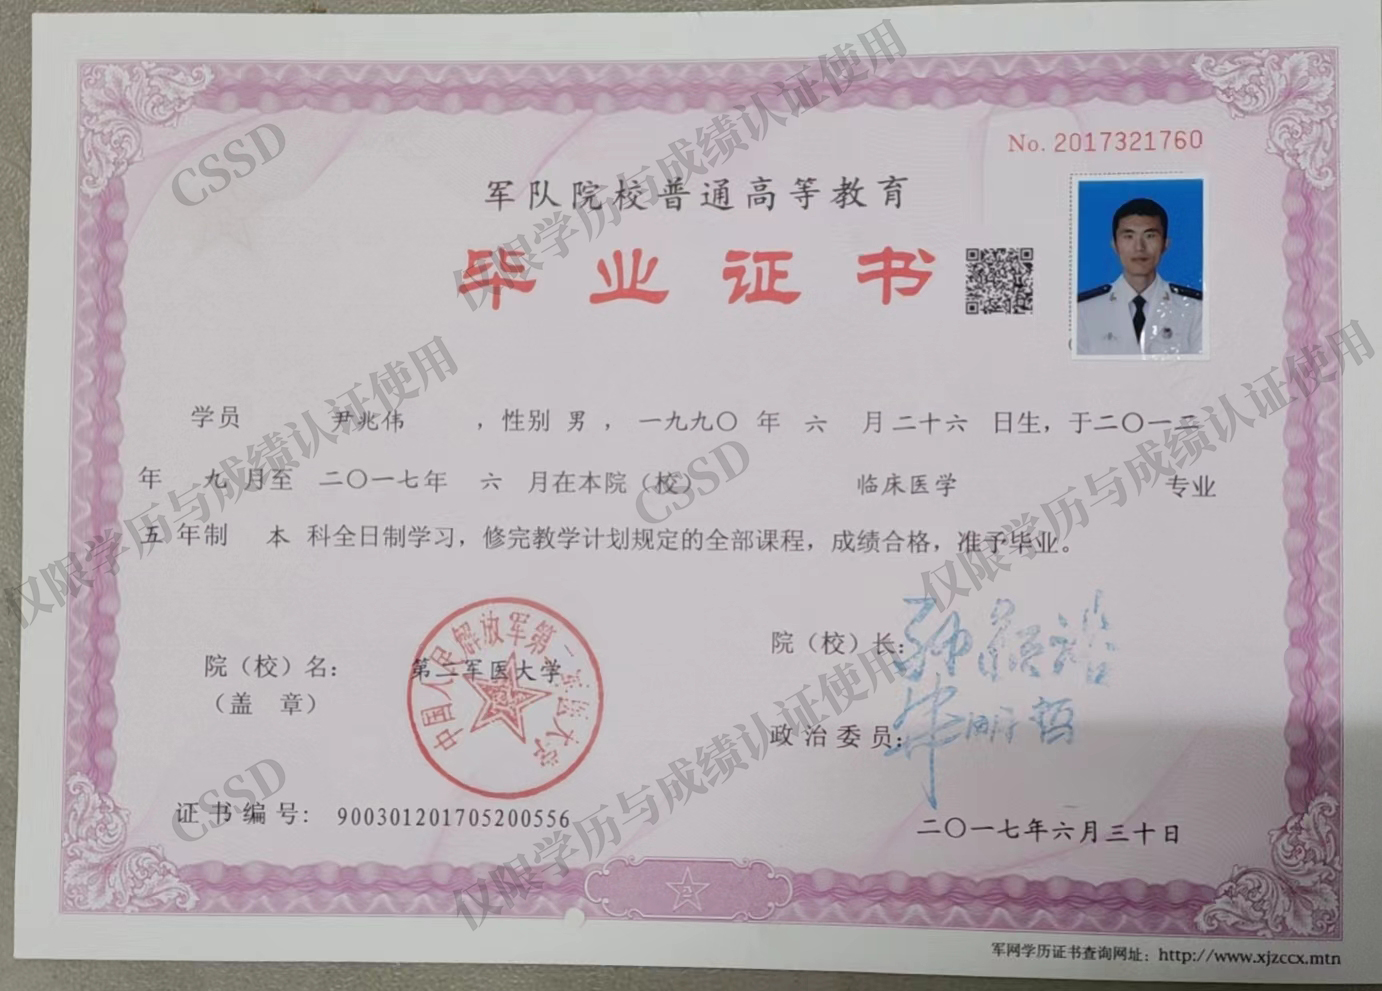 No. 2017321760
军队院校普通高等教育
毕业证书
学员 尹兆伟 ，性别 男 ，一九九〇 年 六 月二十六 日生，于二〇一二
年 九 月至 二〇一七年 六 月在本院（校） 临床医学 专业
五 年制 本 科全日制学习，修完教学计划规定的全部课程，成绩合格，准予毕业。
院（校）名： 第二军医大学
（盖 章）
中国人民解放军第二军医大学
院（校）长：
政治委员：
证书编号：900301201705200556
二〇一七年六月三十日
军网学历证书查询网址：http://www.xjzccx.mtn
CSSD
仅限学历与成绩认证使用
仅限学历与成绩认证使用
CSSD
仅限学历与成绩认证使用
CSSD
仅限学历与成绩认证使用